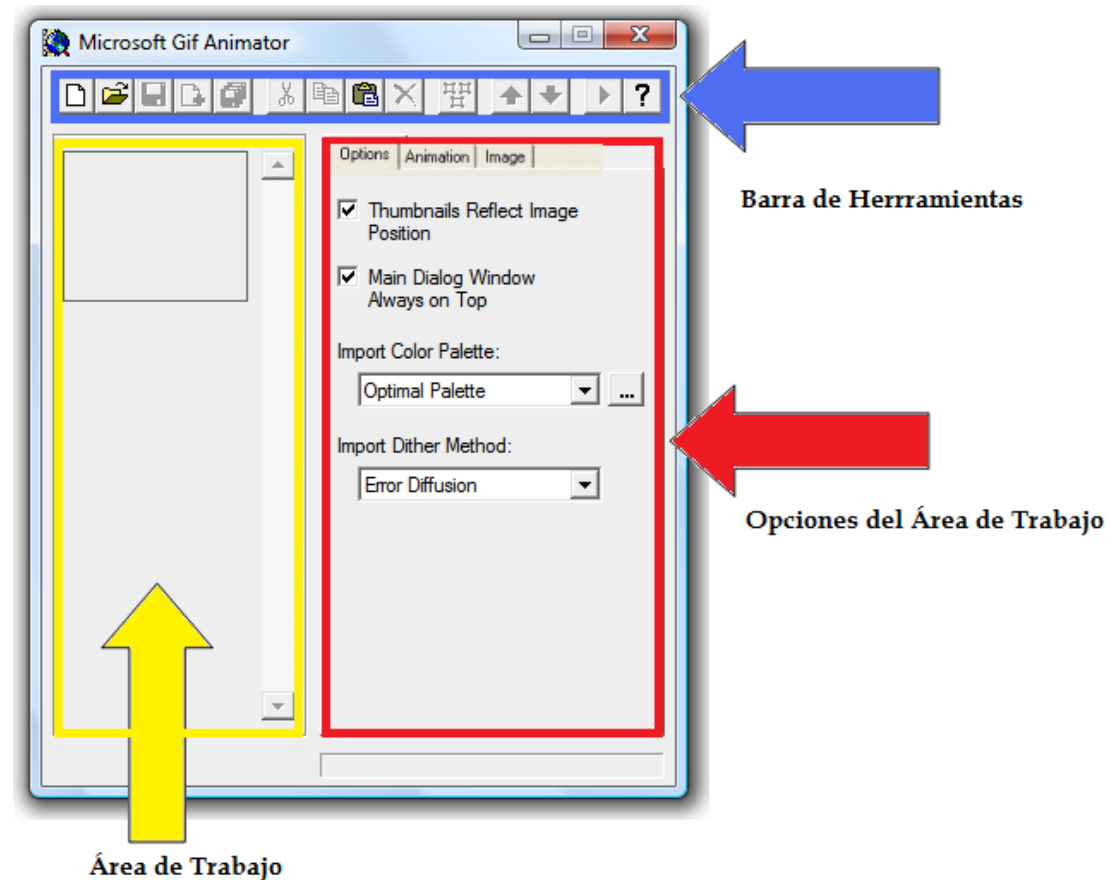 Microsoft Gif Animator
?
Barra de Herrramientas
Options Animation Image
Thumbnails Reflect Image
Position
Main Dialog Window
Always on Top
Import Color Palette:
Optimal Palette ...
Import Dither Method:
Error Diffusion
Opciones del Área de Trabajo
Área de Trabajo